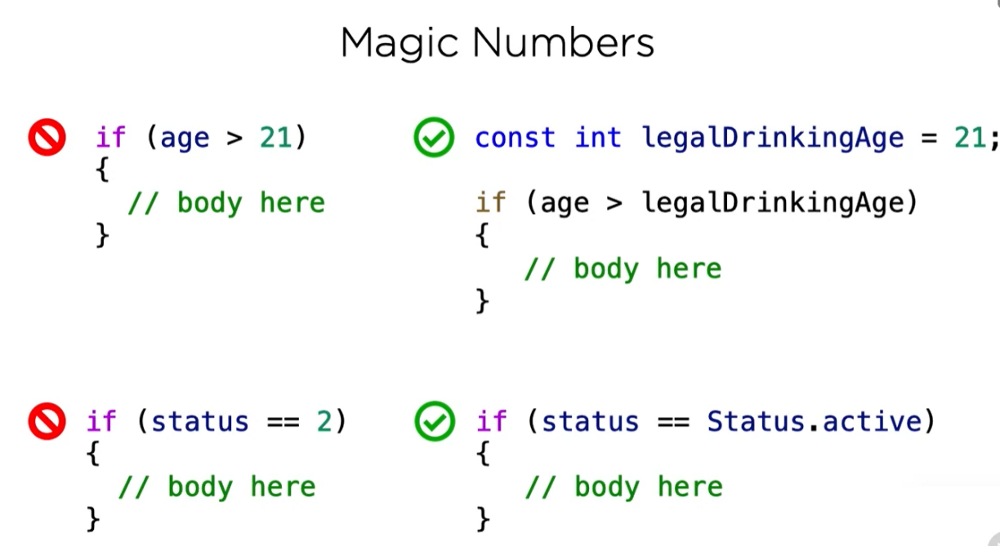 Magic Numbers
if (age > 21)
{
// body here
}
const int legalDrinkingAge = 21;
if (age > legalDrinkingAge)
{
// body here
}
if (status == 2)
{
// body here
}
if (status == Status.active)
{
// body here
}